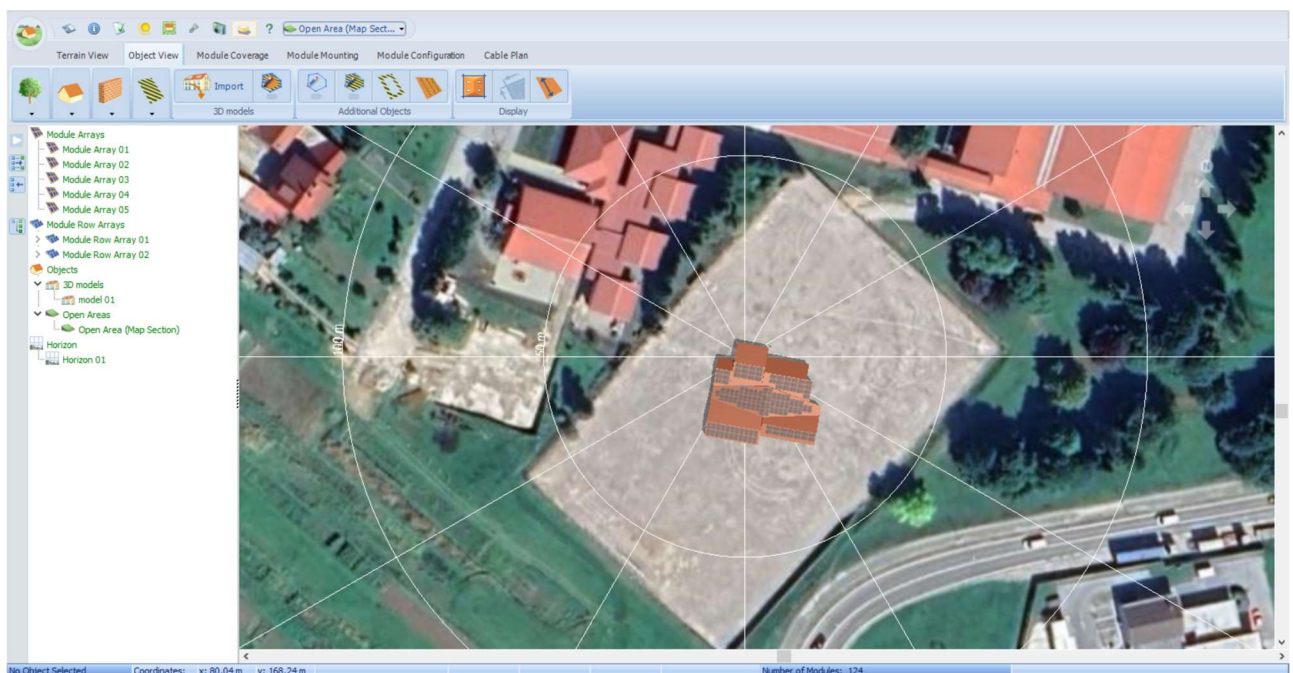 ? Open Area (Map Sect...
Terrain View Object View Module Coverage Module Mounting Module Configuration Cable Plan
Import
3D models Additional Objects Display
Module Arrays
Module Array 01
Module Array 02
Module Array 03
Module Array 04
Module Array 05
Module Row Arrays
Module Row Array 01
Module Row Array 02
Objects
3D models
model 01
Open Areas
Open Area (Map Section)
Horizon
Horizon 01
100 m
50 m
N
No Object Selected Coordinates: x: 80.04 m y: 168.24 m Number of Modules: 124